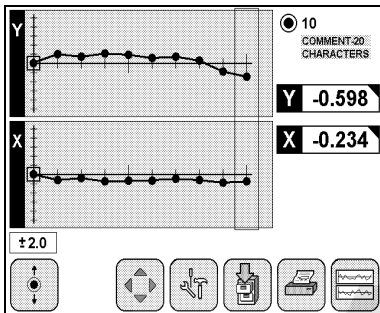 Y
10
COMMENT-20
CHARACTERS
Y -0.598
X
X -0.234
±2.0